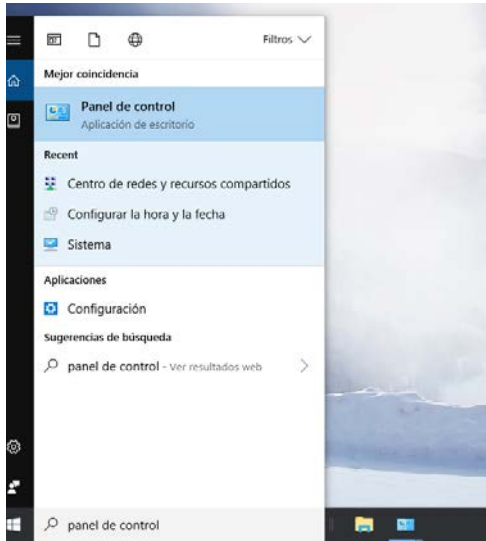 Filtros
Mejor coincidencia
Panel de control
Aplicación de escritorio
Recent
Centro de redes y recursos compartidos
Configurar la hora y la fecha
Sistema
Aplicaciones
Configuración
Sugerencias de búsqueda
panel de control - Ver resultados web
panel de control